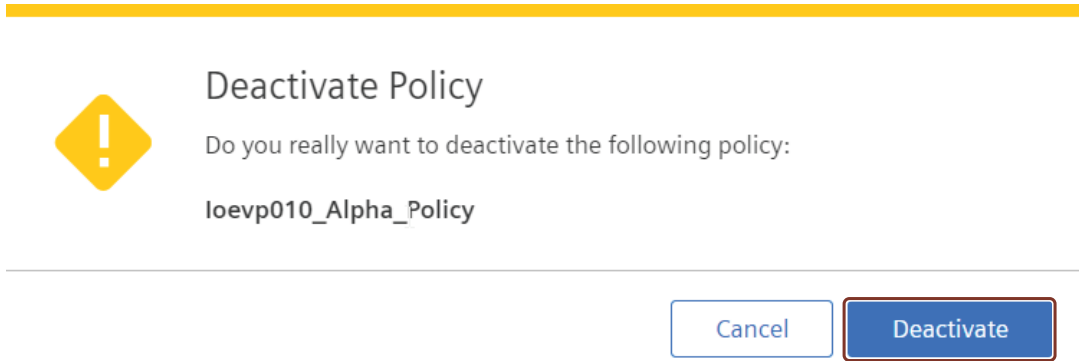 Deactivate Policy
Do you really want to deactivate the following policy:
Ioevp010_Alpha_Policy
Cancel
Deactivate